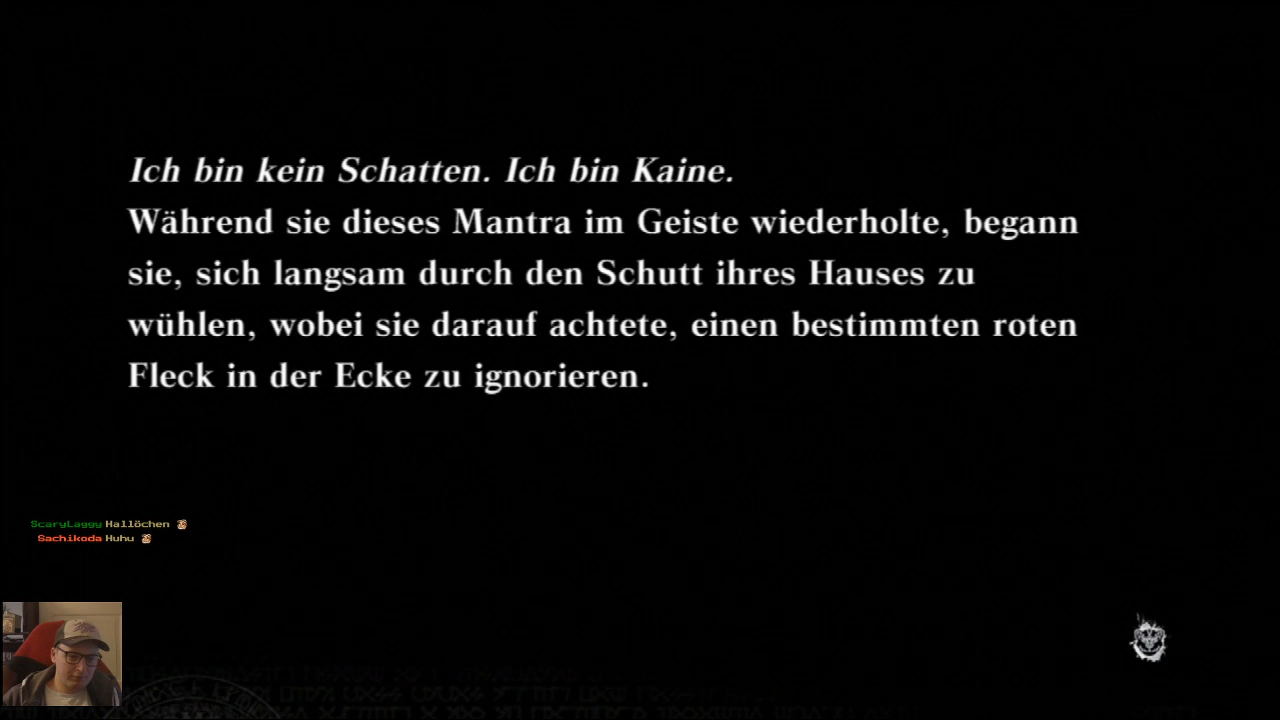 Ich bin kein Schatten. Ich bin Kaine.
Während sie dieses Mantra im Geiste wiederholte, begann
sie, sich langsam durch den Schutt ihres Hauses zu
wühlen, wobei sie darauf achtete, einen bestimmten roten
Fleck in der Ecke zu ignorieren.
ScaryLaggy Hallöchen
Sachikoda Huhu